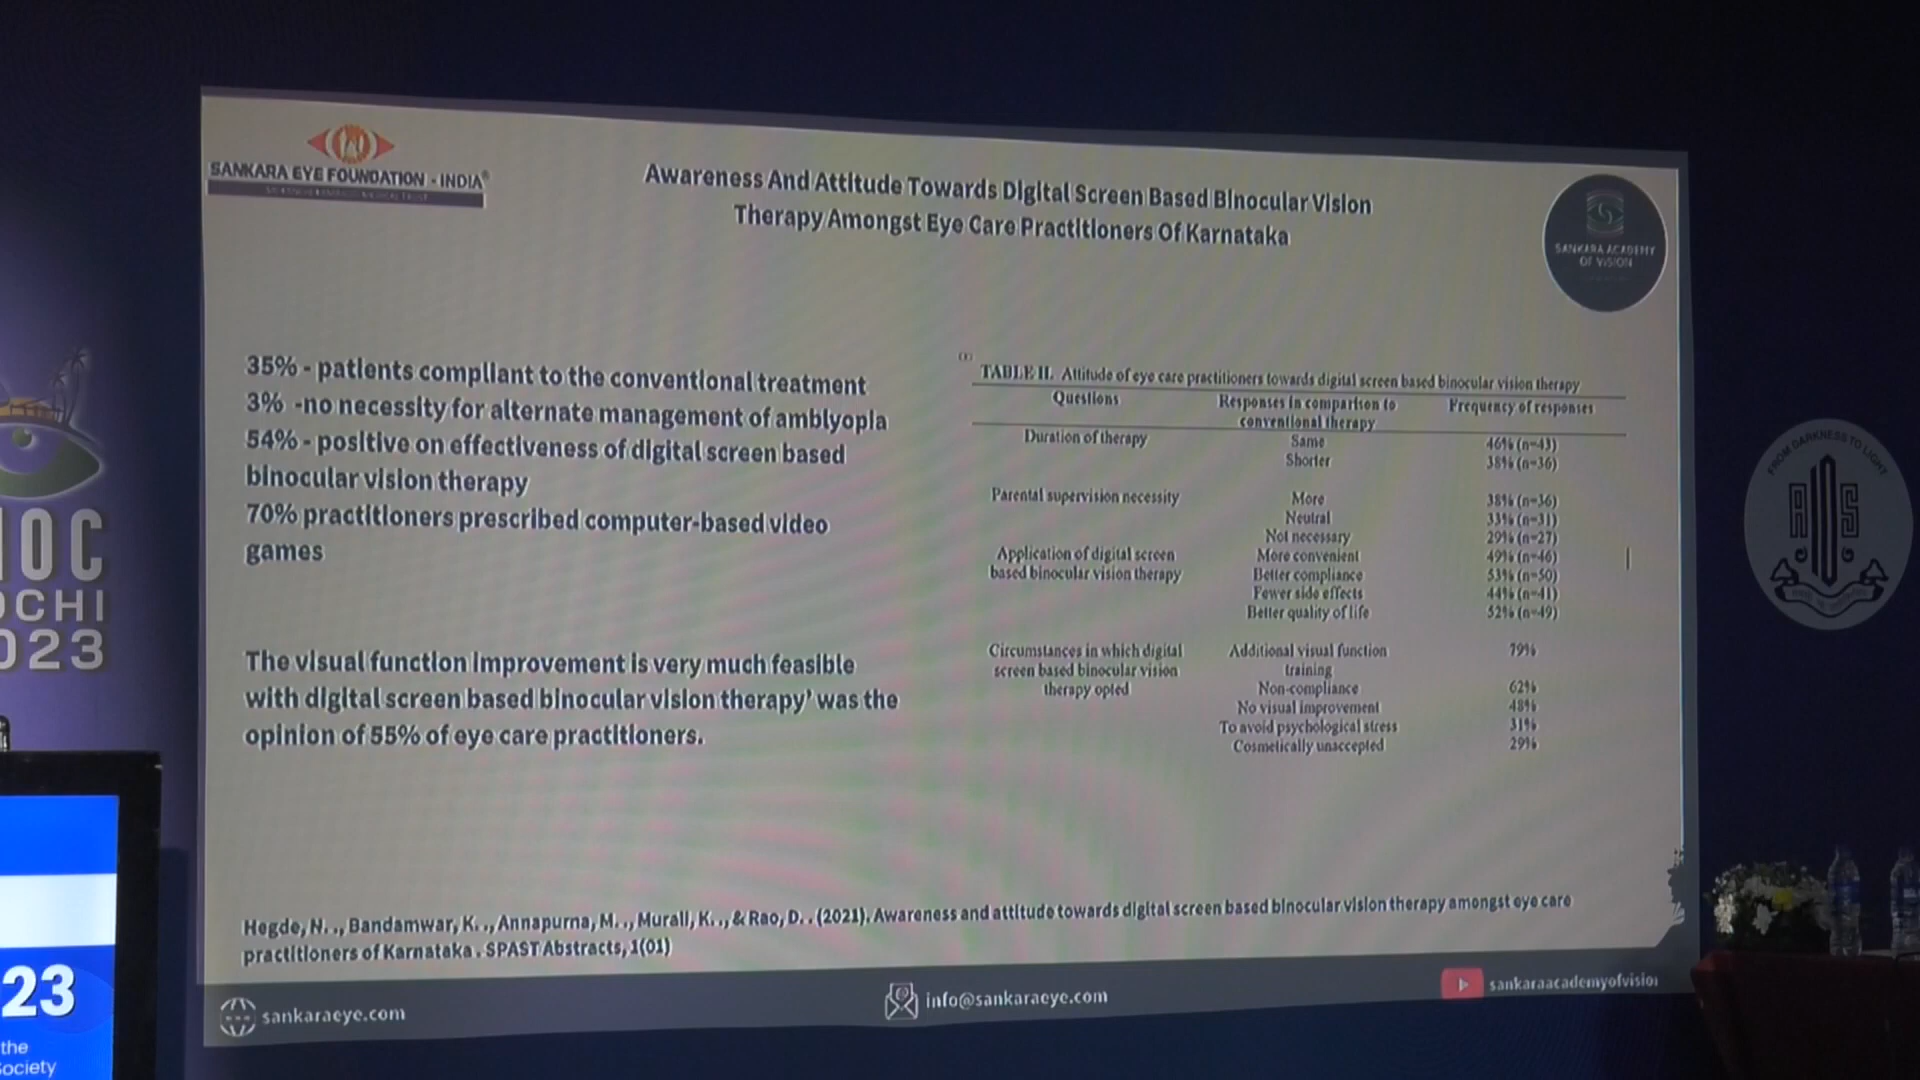 SANKARA EYE FOUNDATION - INDIA®
Awareness And Attitude Towards Digital Screen Based Binocular Vision
Therapy Amongst Eye Care Practitioners Of Karnataka
SANKARA ACADEMY
OF VISION
35% - patients compliant to the conventional treatment
3% -no necessity for alternate management of amblyopia
54% - positive on effectiveness of digital screen based
binocular vision therapy
70% practitioners prescribed computer-based video
games
The visual function improvement is very much feasible
with digital screen based binocular vision therapy’ was the
opinion of 55% of eye care practitioners.
TABLE II. Attitude of eye care practitioners towards digital screen based binocular vision therapy
Questions Responses in comparison to Frequency of responses
conventional therapy
Duration of therapy Same 46% (n=43)
Shorter 38% (n=36)
Parental supervision necessity More 38% (n=36)
Neutral 33% (n=31)
Not necessary 29% (n=27)
Application of digital screen More convenient 49% (n=46)
based binocular vision therapy Better compliance 53% (n=50)
Fewer side effects 44% (n=41)
Better quality of life 52% (n=49)
Circumstances in which digital Additional visual function 79%
screen based binocular vision training
therapy opted Non-compliance 62%
No visual improvement 48%
To avoid psychological stress 31%
Cosmetically unaccepted 29%
Hegde, N. ., Bandamwar, K. ., Annapurna, M. ., Murali, K. ., & Rao, D. . (2021). Awareness and attitude towards digital screen based binocular vision therapy amongst eye care
practitioners of Karnataka . SPAST Abstracts, 1(01)
sankaraeye.com
info@sankaraeye.com
sankaraacademyofvision
IOC
OCHI
023
23
the
Society
FROM DARKNESS TO LIGHT
AIOS